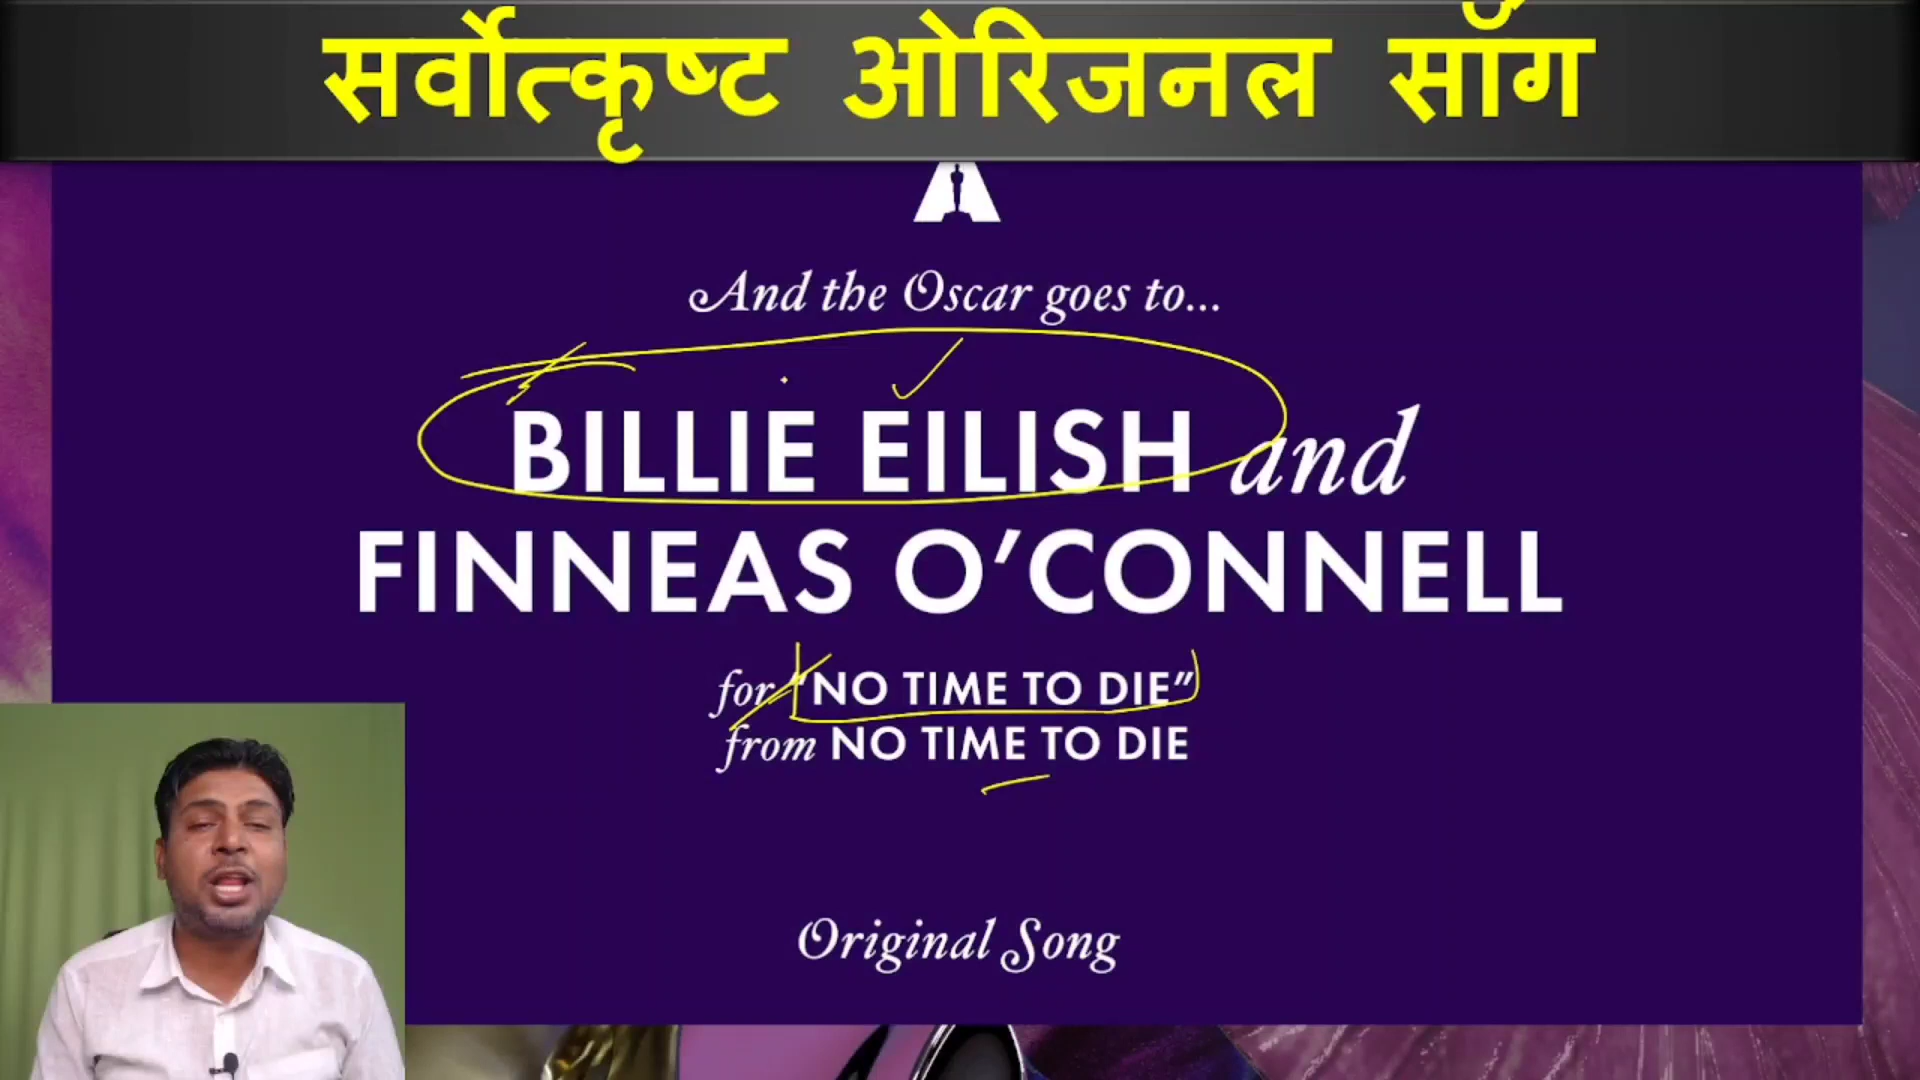 सर्वोत्कृष्ट ओरिजनल सॉंग
And the Oscar goes to...
BILLIE EILISH and
FINNEAS O'CONNELL
for "NO TIME TO DIE"
from NO TIME TO DIE
Original Song